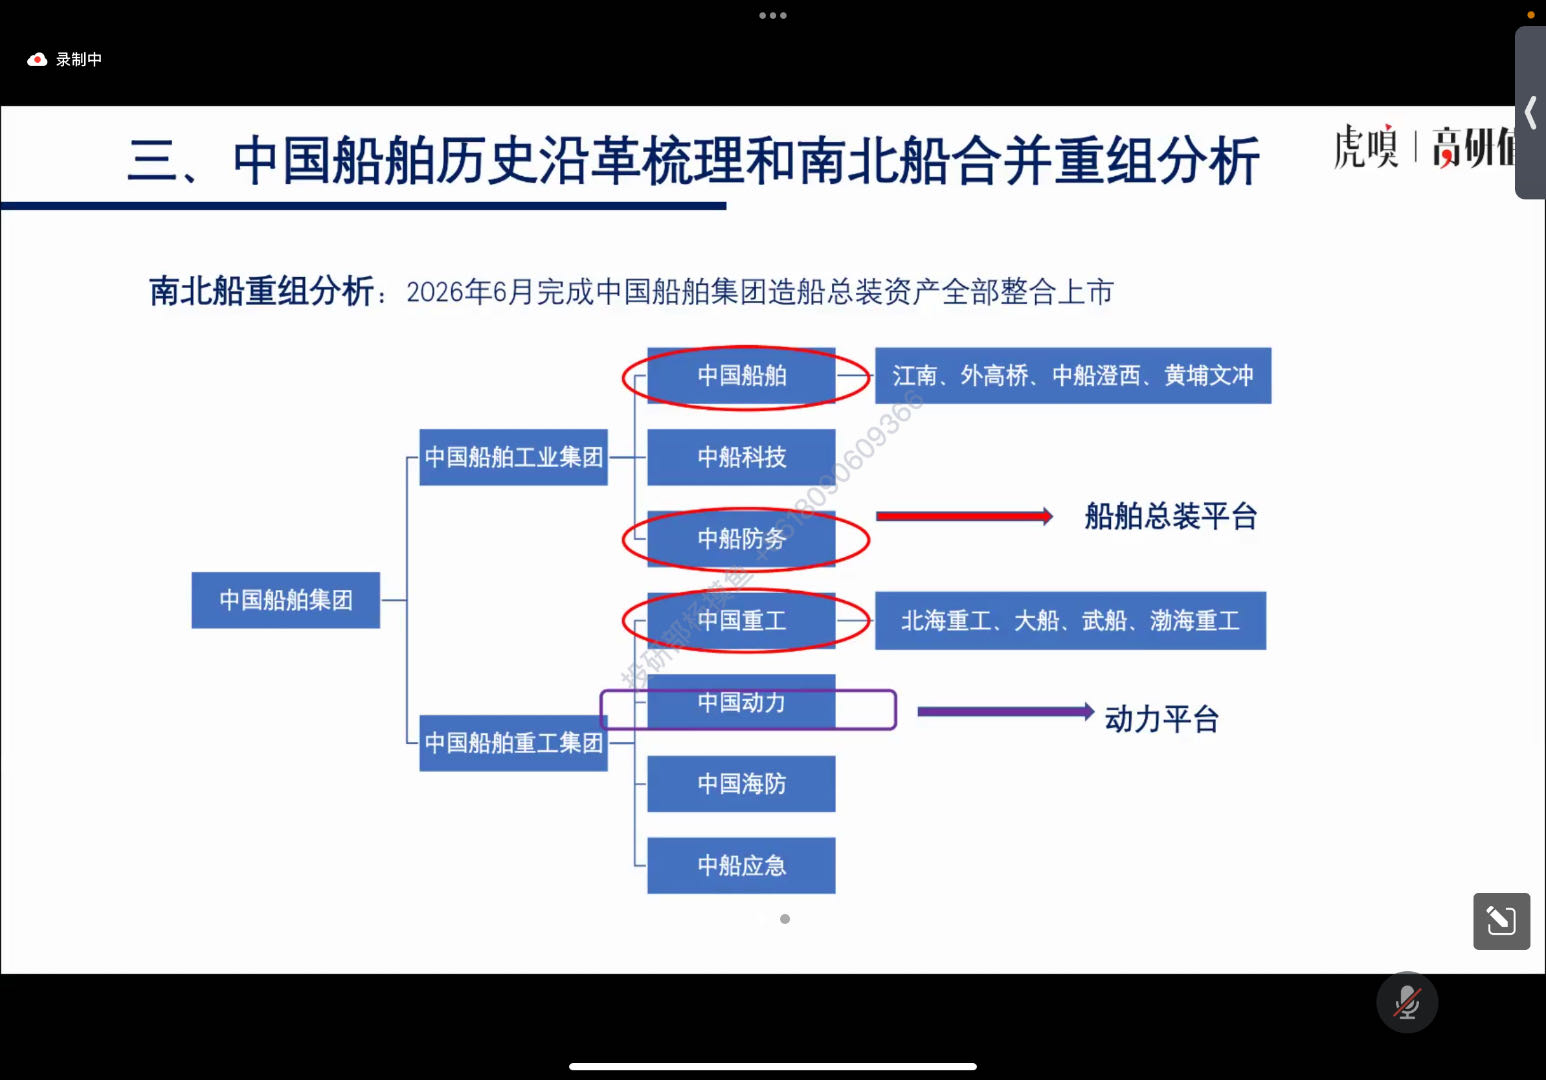 录制中
三、中国船舶历史沿革梳理和南北船合并重组分析
虎嗅 | 高研
南北船重组分析：2026年6月完成中国船舶集团造船总装资产全部整合上市
中国船舶
江南、外高桥、中船澄西、黄埔文冲
中国船舶工业集团
中船科技
船舶总装平台
中船防务
中国船舶集团
中国重工
北海重工、大船、武船、渤海重工
中国动力
动力平台
中国船舶重工集团
中国海防
中船应急